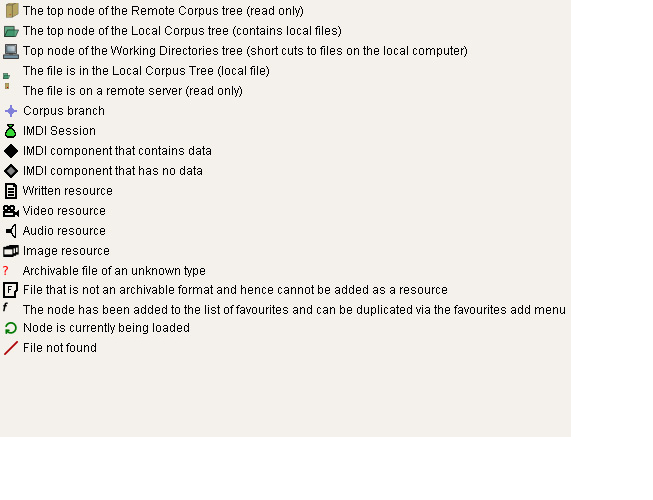 The top node of the Remote Corpus tree (read only)
The top node of the Local Corpus tree (contains local files)
Top node of the Working Directories tree (short cuts to files on the local computer)
The file is in the Local Corpus Tree (local file)
The file is on a remote server (read only)
Corpus branch
IMDI Session
IMDI component that contains data
IMDI component that has no data
Written resource
Video resource
Audio resource
Image resource
? Archivable file of an unknown type
F File that is not an archivable format and hence cannot be added as a resource
f The node has been added to the list of favourites and can be duplicated via the favourites add menu
Node is currently being loaded
File not found